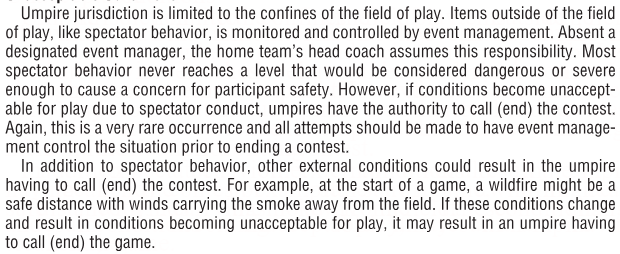 Umpire jurisdiction is limited to the confines of the field of play. Items outside of the field
of play, like spectator behavior, is monitored and controlled by event management. Absent a
designated event manager, the home team's head coach assumes this responsibility. Most
spectator behavior never reaches a level that would be considered dangerous or severe
enough to cause a concern for participant safety. However, if conditions become unaccept-
able for play due to spectator conduct, umpires have the authority to call (end) the contest.
Again, this is a very rare occurrence and all attempts should be made to have event manage-
ment control the situation prior to ending a contest.
In addition to spectator behavior, other external conditions could result in the umpire
having to call (end) the contest. For example, at the start of a game, a wildfire might be a
safe distance with winds carrying the smoke away from the field. If these conditions change
and result in conditions becoming unacceptable for play, it may result in an umpire having
to call (end) the game.